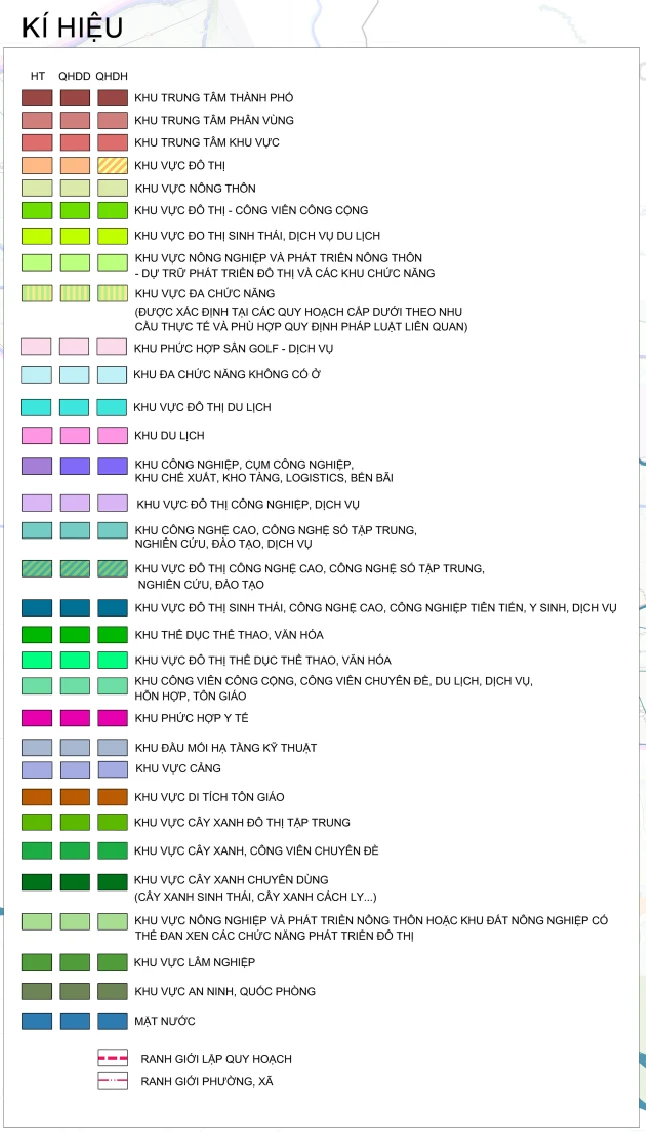 KÍ HIỆU
HT QHDD QHDH
KHU TRUNG TÂM THÀNH PHỐ
KHU TRUNG TÂM PHÂN VÙNG
KHU TRUNG TÂM KHU VỰC
KHU VỰC ĐÔ THỊ
KHU VỰC NÔNG THÔN
KHU VỰC ĐÔ THỊ - CÔNG VIÊN CÔNG CỘNG
KHU VỰC ĐO THỊ SINH THÁI, DỊCH VỤ DU LỊCH
KHU VỰC NÔNG NGHIỆP VÀ PHÁT TRIỂN NÔNG THÔN
- DỰ TRỮ PHÁT TRIỂN ĐÔ THỊ VÀ CÁC KHU CHỨC NĂNG
KHU VỰC ĐA CHỨC NĂNG
(ĐƯỢC XÁC ĐỊNH TẠI CÁC QUY HOẠCH CẤP DƯỚI THEO NHU
CẦU THỰC TẾ VÀ PHÙ HỢP QUY ĐỊNH PHÁP LUẬT LIÊN QUAN)
KHU PHỨC HỢP SÂN GOLF - DỊCH VỤ
KHU ĐA CHỨC NĂNG KHÔNG CÓ Ở
KHU VỰC ĐÔ THỊ DU LỊCH
KHU DU LỊCH
KHU CÔNG NGHIỆP, CỤM CÔNG NGHIỆP,
KHU CHẾ XUẤT, KHO TÀNG, LOGISTICS, BẾN BÃI
KHU VỰC ĐÔ THỊ CÔNG NGHIỆP, DỊCH VỤ
KHU CÔNG NGHỆ CAO, CÔNG NGHỆ SỐ TẬP TRUNG,
NGHIÊN CỨU, ĐÀO TẠO, DỊCH VỤ
KHU VỰC ĐÔ THỊ CÔNG NGHỆ CAO, CÔNG NGHỆ SỐ TẬP TRUNG,
NGHIÊN CỨU, ĐÀO TẠO
KHU VỰC ĐÔ THỊ SINH THÁI, CÔNG NGHỆ CAO, CÔNG NGHIỆP TIÊN TIẾN, Y SINH, DỊCH VỤ
KHU THỂ DỤC THỂ THAO, VĂN HÓA
KHU VỰC ĐÔ THỊ THỂ DỤC THỂ THAO, VĂN HÓA
KHU CÔNG VIÊN CÔNG CỘNG, CÔNG VIÊN CHUYÊN ĐỀ, DU LỊCH, DỊCH VỤ,
HỖN HỢP, TÔN GIÁO
KHU PHỨC HỢP Y TẾ
KHU ĐẦU MỐI HẠ TẦNG KỸ THUẬT
KHU VỰC CẢNG
KHU VỰC DI TÍCH TÔN GIÁO
KHU VỰC CÂY XANH ĐÔ THỊ TẬP TRUNG
KHU VỰC CÂY XANH, CÔNG VIÊN CHUYÊN ĐỀ
KHU VỰC CÂY XANH CHUYÊN DÙNG
(CÂY XANH SINH THÁI, CÂY XANH CÁCH LY...)
KHU VỰC NÔNG NGHIỆP VÀ PHÁT TRIỂN NÔNG THÔN HOẶC KHU ĐẤT NÔNG NGHIỆP CÓ
THỂ ĐAN XEN CÁC CHỨC NĂNG PHÁT TRIỂN ĐÔ THỊ
KHU VỰC LÂM NGHIỆP
KHU VỰC AN NINH, QUỐC PHÒNG
MẶT NƯỚC
RANH GIỚI LẬP QUY HOẠCH
RANH GIỚI PHƯỜNG, XÃ